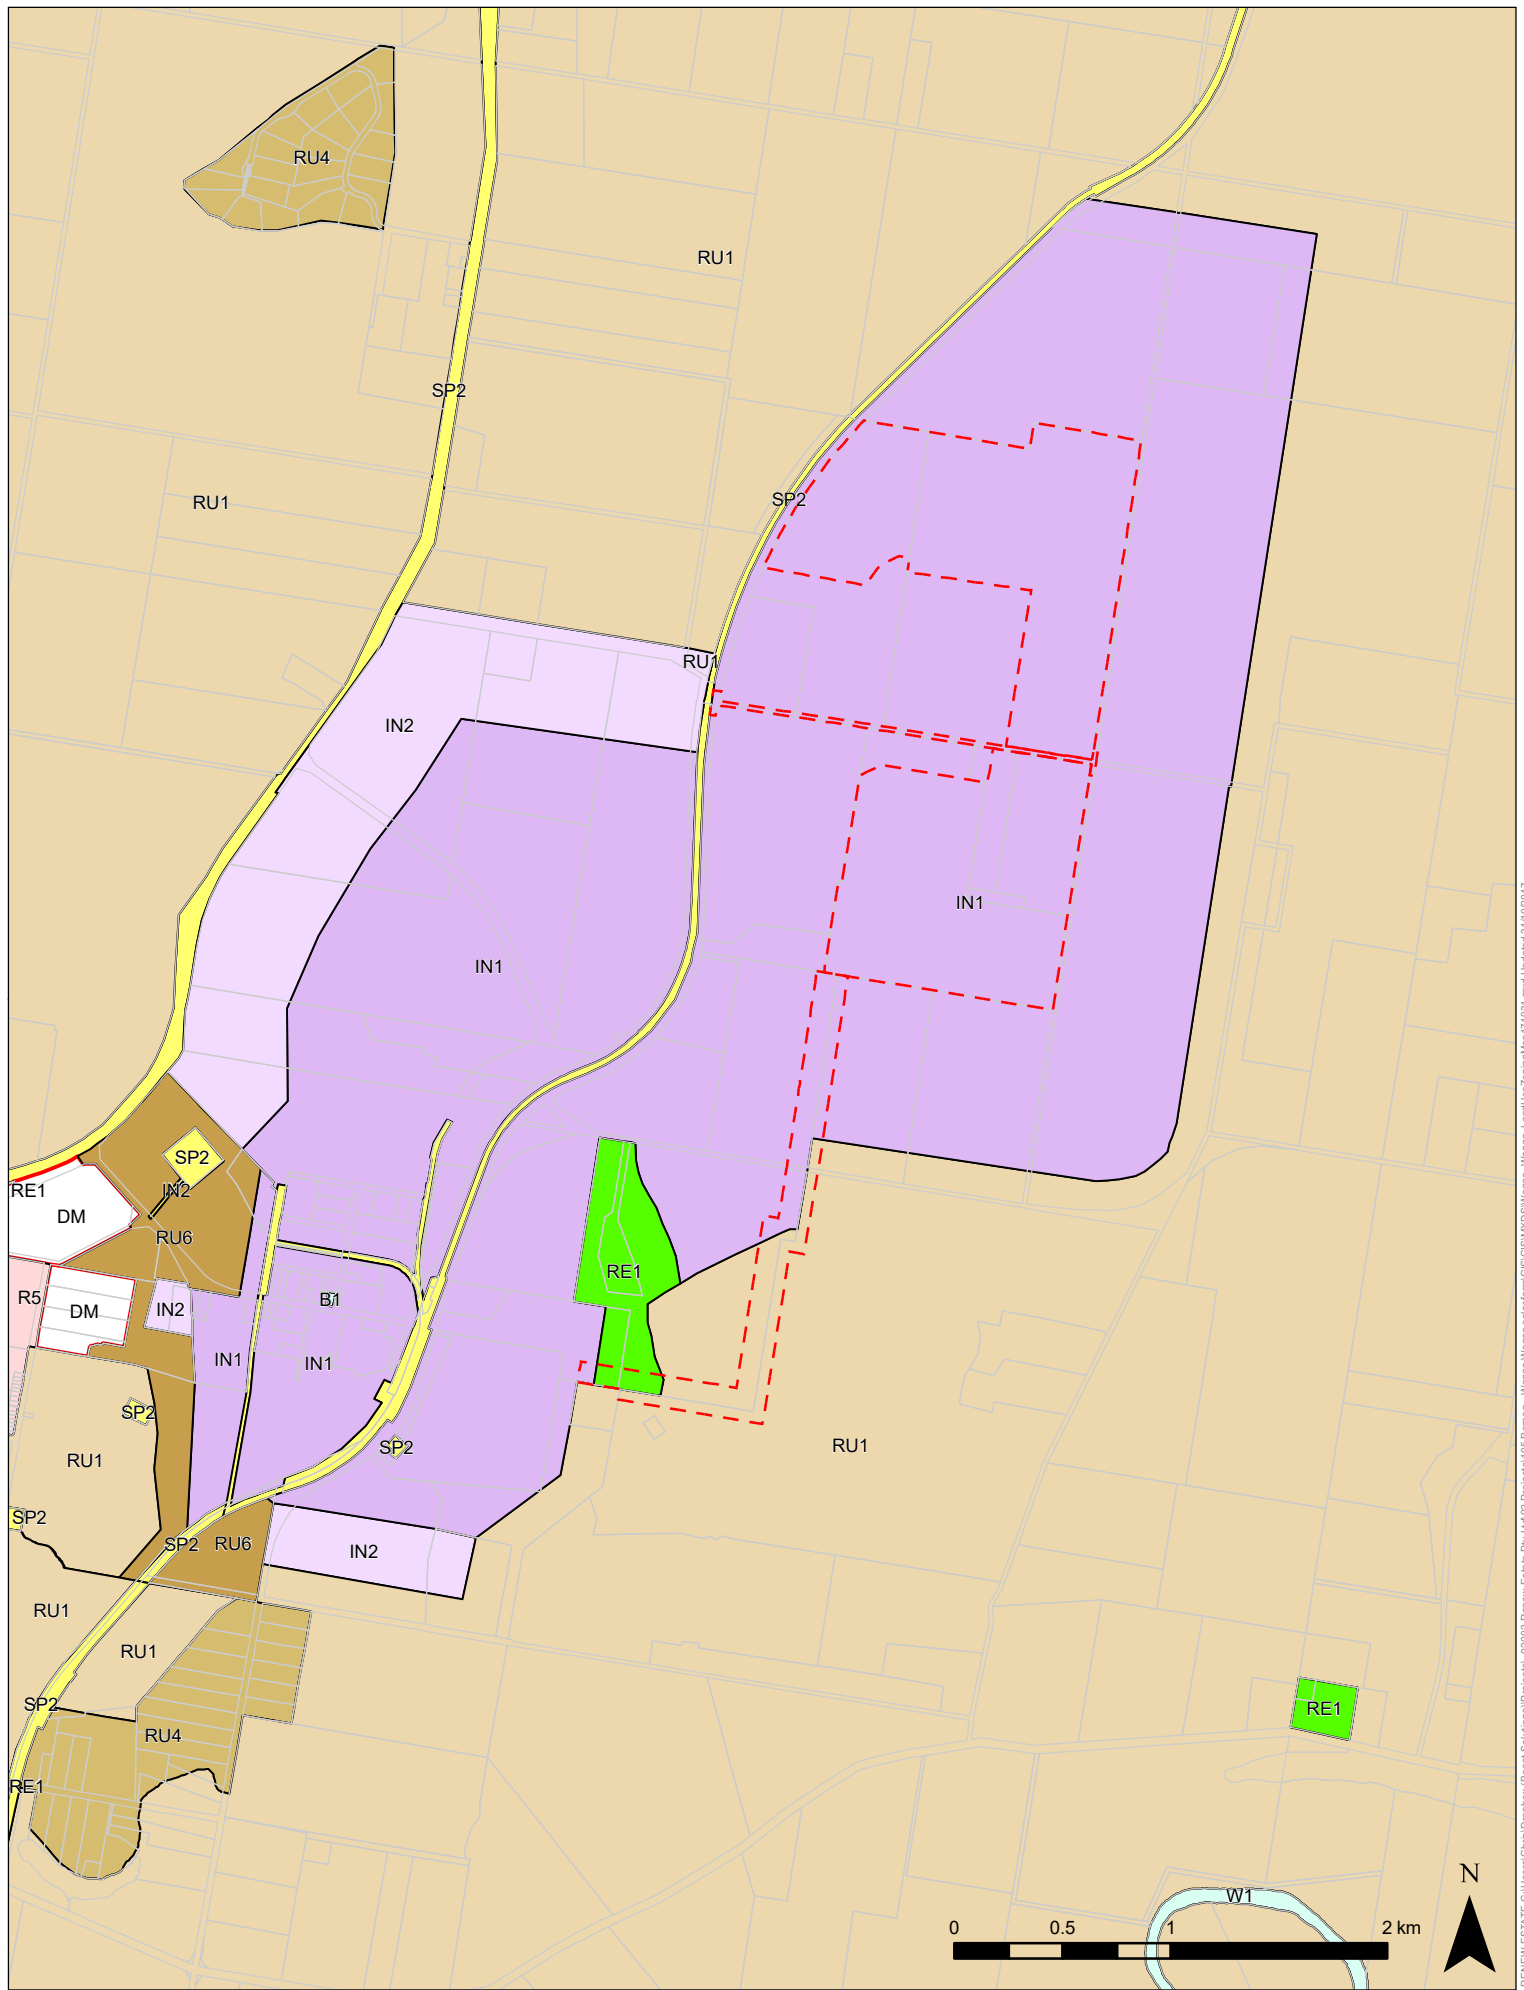 RU4
RU1
SP2
SP2
RU1
RU1
IN2
IN1
IN1
SP2
RE1
IN2
DM
RU6
RE1
R5
B1
IN2
DM
IN1
IN1
SP2
SP2
RU1
RU1
SP2
SP2
RU6
IN2
RU1
RU1
SP2
RE1
RU4
RE1
N
W1
0 0.5 1 2 km